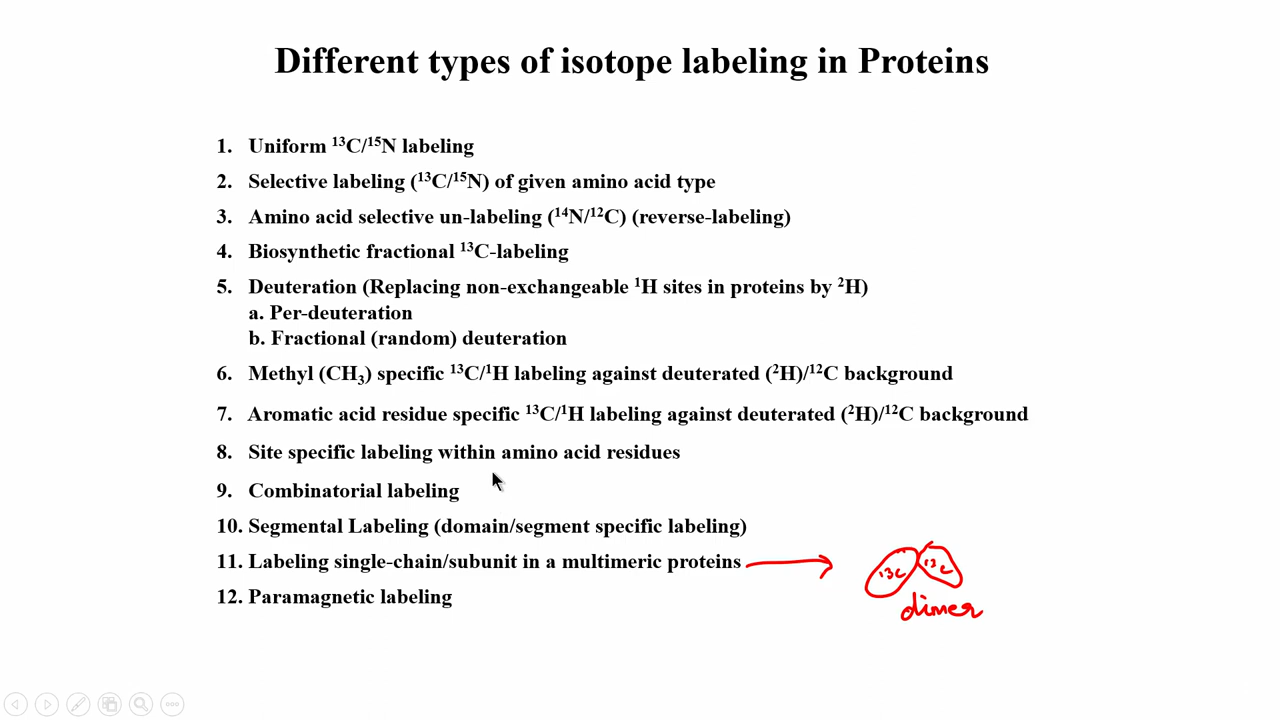 Different types of isotope labeling in Proteins
1. Uniform ¹³C/¹⁵N labeling
2. Selective labeling (¹³C/¹⁵N) of given amino acid type
3. Amino acid selective un-labeling (¹⁴N/¹²C) (reverse-labeling)
4. Biosynthetic fractional ¹³C-labeling
5. Deuteration (Replacing non-exchangeable ¹H sites in proteins by ²H)
a. Per-deuteration
b. Fractional (random) deuteration
6. Methyl (CH₃) specific ¹³C/¹H labeling against deuterated (²H)/¹²C background
7. Aromatic acid residue specific ¹³C/¹H labeling against deuterated (²H)/¹²C background
8. Site specific labeling within amino acid residues
9. Combinatorial labeling
10. Segmental Labeling (domain/segment specific labeling)
11. Labeling single-chain/subunit in a multimeric proteins
¹³C ¹³C
dimer
12. Paramagnetic labeling